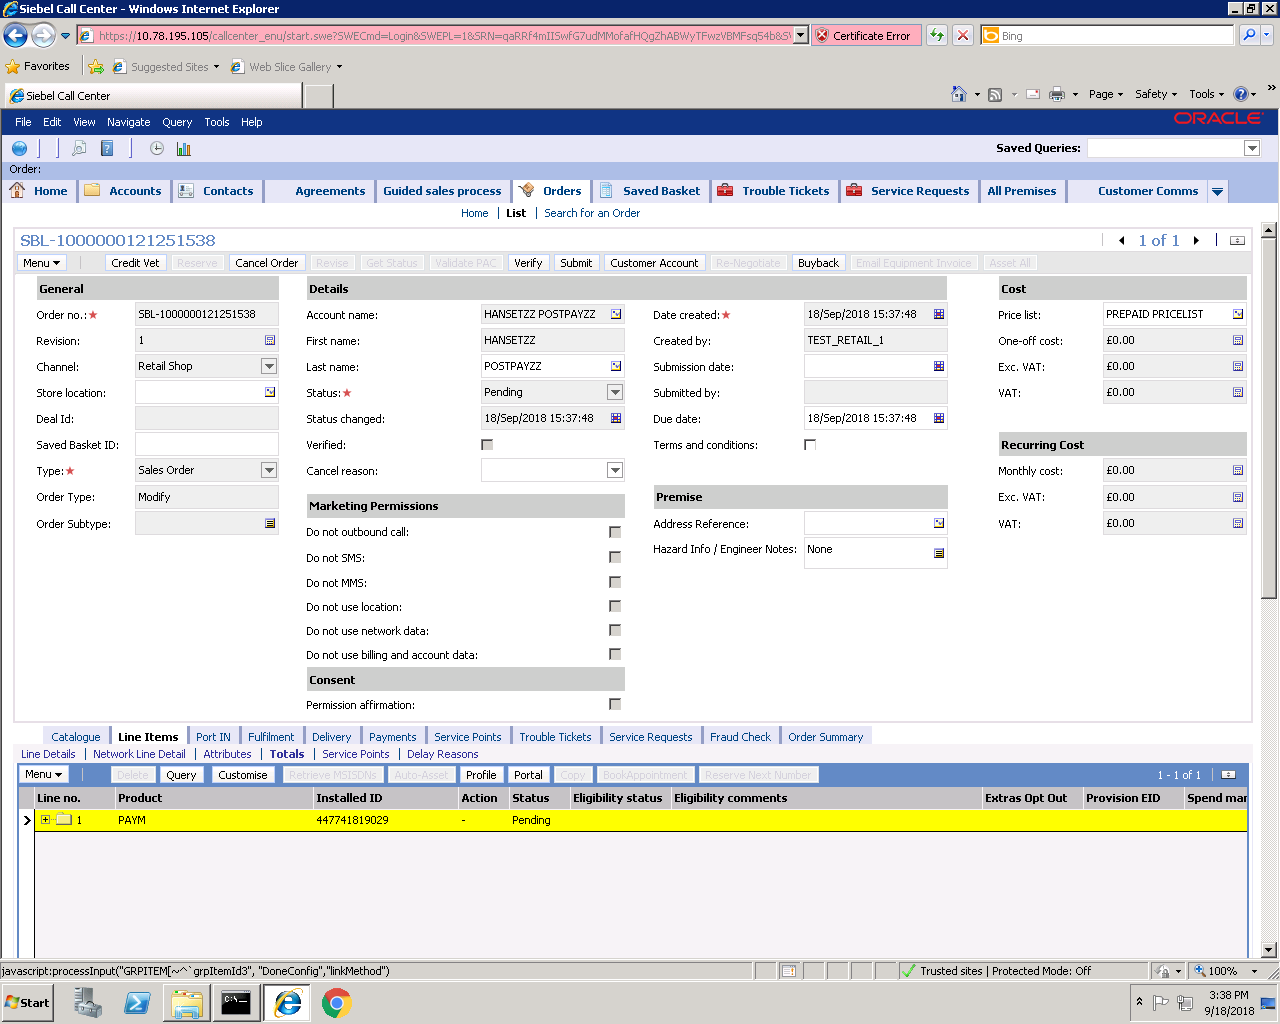 Siebel Call Center - Windows Internet Explorer
https://10.78.195.105/callcenter_enu/start.swe?SWECmd=Login&SWEPL=1&SRN=
Certificate Error
Bing
Favorites Suggested Sites Web Slice Gallery
Siebel Call Center
Page Safety Tools
File Edit View Navigate Query Tools Help
ORACLE
Saved Queries:
Order:
Home Accounts Contacts Agreements Guided sales process Orders Saved Basket Trouble Tickets Service Requests All Premises Customer Comms
Home List Search for an Order
SBL-1000000121251538
1 of 1
Menu Credit Vet Reserve Cancel Order Revise Get Status Validate PAC Verify Submit Customer Account Re-Negotiate Buyback Email Equipment Invoice Asset All
General
Order no.: SBL-1000000121251538
Revision: 1
Channel: Retail Shop
Store location:
Deal Id:
Saved Basket ID:
Type: Sales Order
Order Type: Modify
Order Subtype:
Details
Account name: HANSETZZ POSTPAYZZ
First name: HANSETZZ
Last name: POSTPAYZZ
Status: Pending
Status changed: 18/Sep/2018 15:37:48
Verified:
Cancel reason:
Date created: 18/Sep/2018 15:37:48
Created by: TEST_RETAIL_1
Submission date:
Submitted by:
Due date: 18/Sep/2018 15:37:48
Terms and conditions:
Marketing Permissions
Do not outbound call:
Do not SMS:
Do not MMS:
Do not use location:
Do not use network data:
Do not use billing and account data:
Consent
Permission affirmation:
Premise
Address Reference:
Hazard Info / Engineer Notes: None
Cost
Price list: PREPAID PRICELIST
One-off cost: £0.00
Exc. VAT: £0.00
VAT: £0.00
Recurring Cost
Monthly cost: £0.00
Exc. VAT: £0.00
VAT: £0.00
Catalogue Line Items Port IN Fulfilment Delivery Payments Service Points Trouble Tickets Service Requests Fraud Check Order Summary
Line Details Network Line Detail Attributes Totals Service Points Delay Reasons
Menu Delete Query Customise Retrieve MSISDNs Auto-Asset Profile Portal Copy BookAppointment Reserve Next Number 1 - 1 of 1
Line no. Product Installed ID Action Status Eligibility status Eligibility comments Extras Opt Out Provision EID Spend mar
1 PAYM 447741819029 - Pending
javascript:processInput("GRPITEM[~^`grpItemId3", "DoneConfig","linkMethod")
Trusted sites | Protected Mode: Off
100%
Start
3:38 PM
9/18/2018